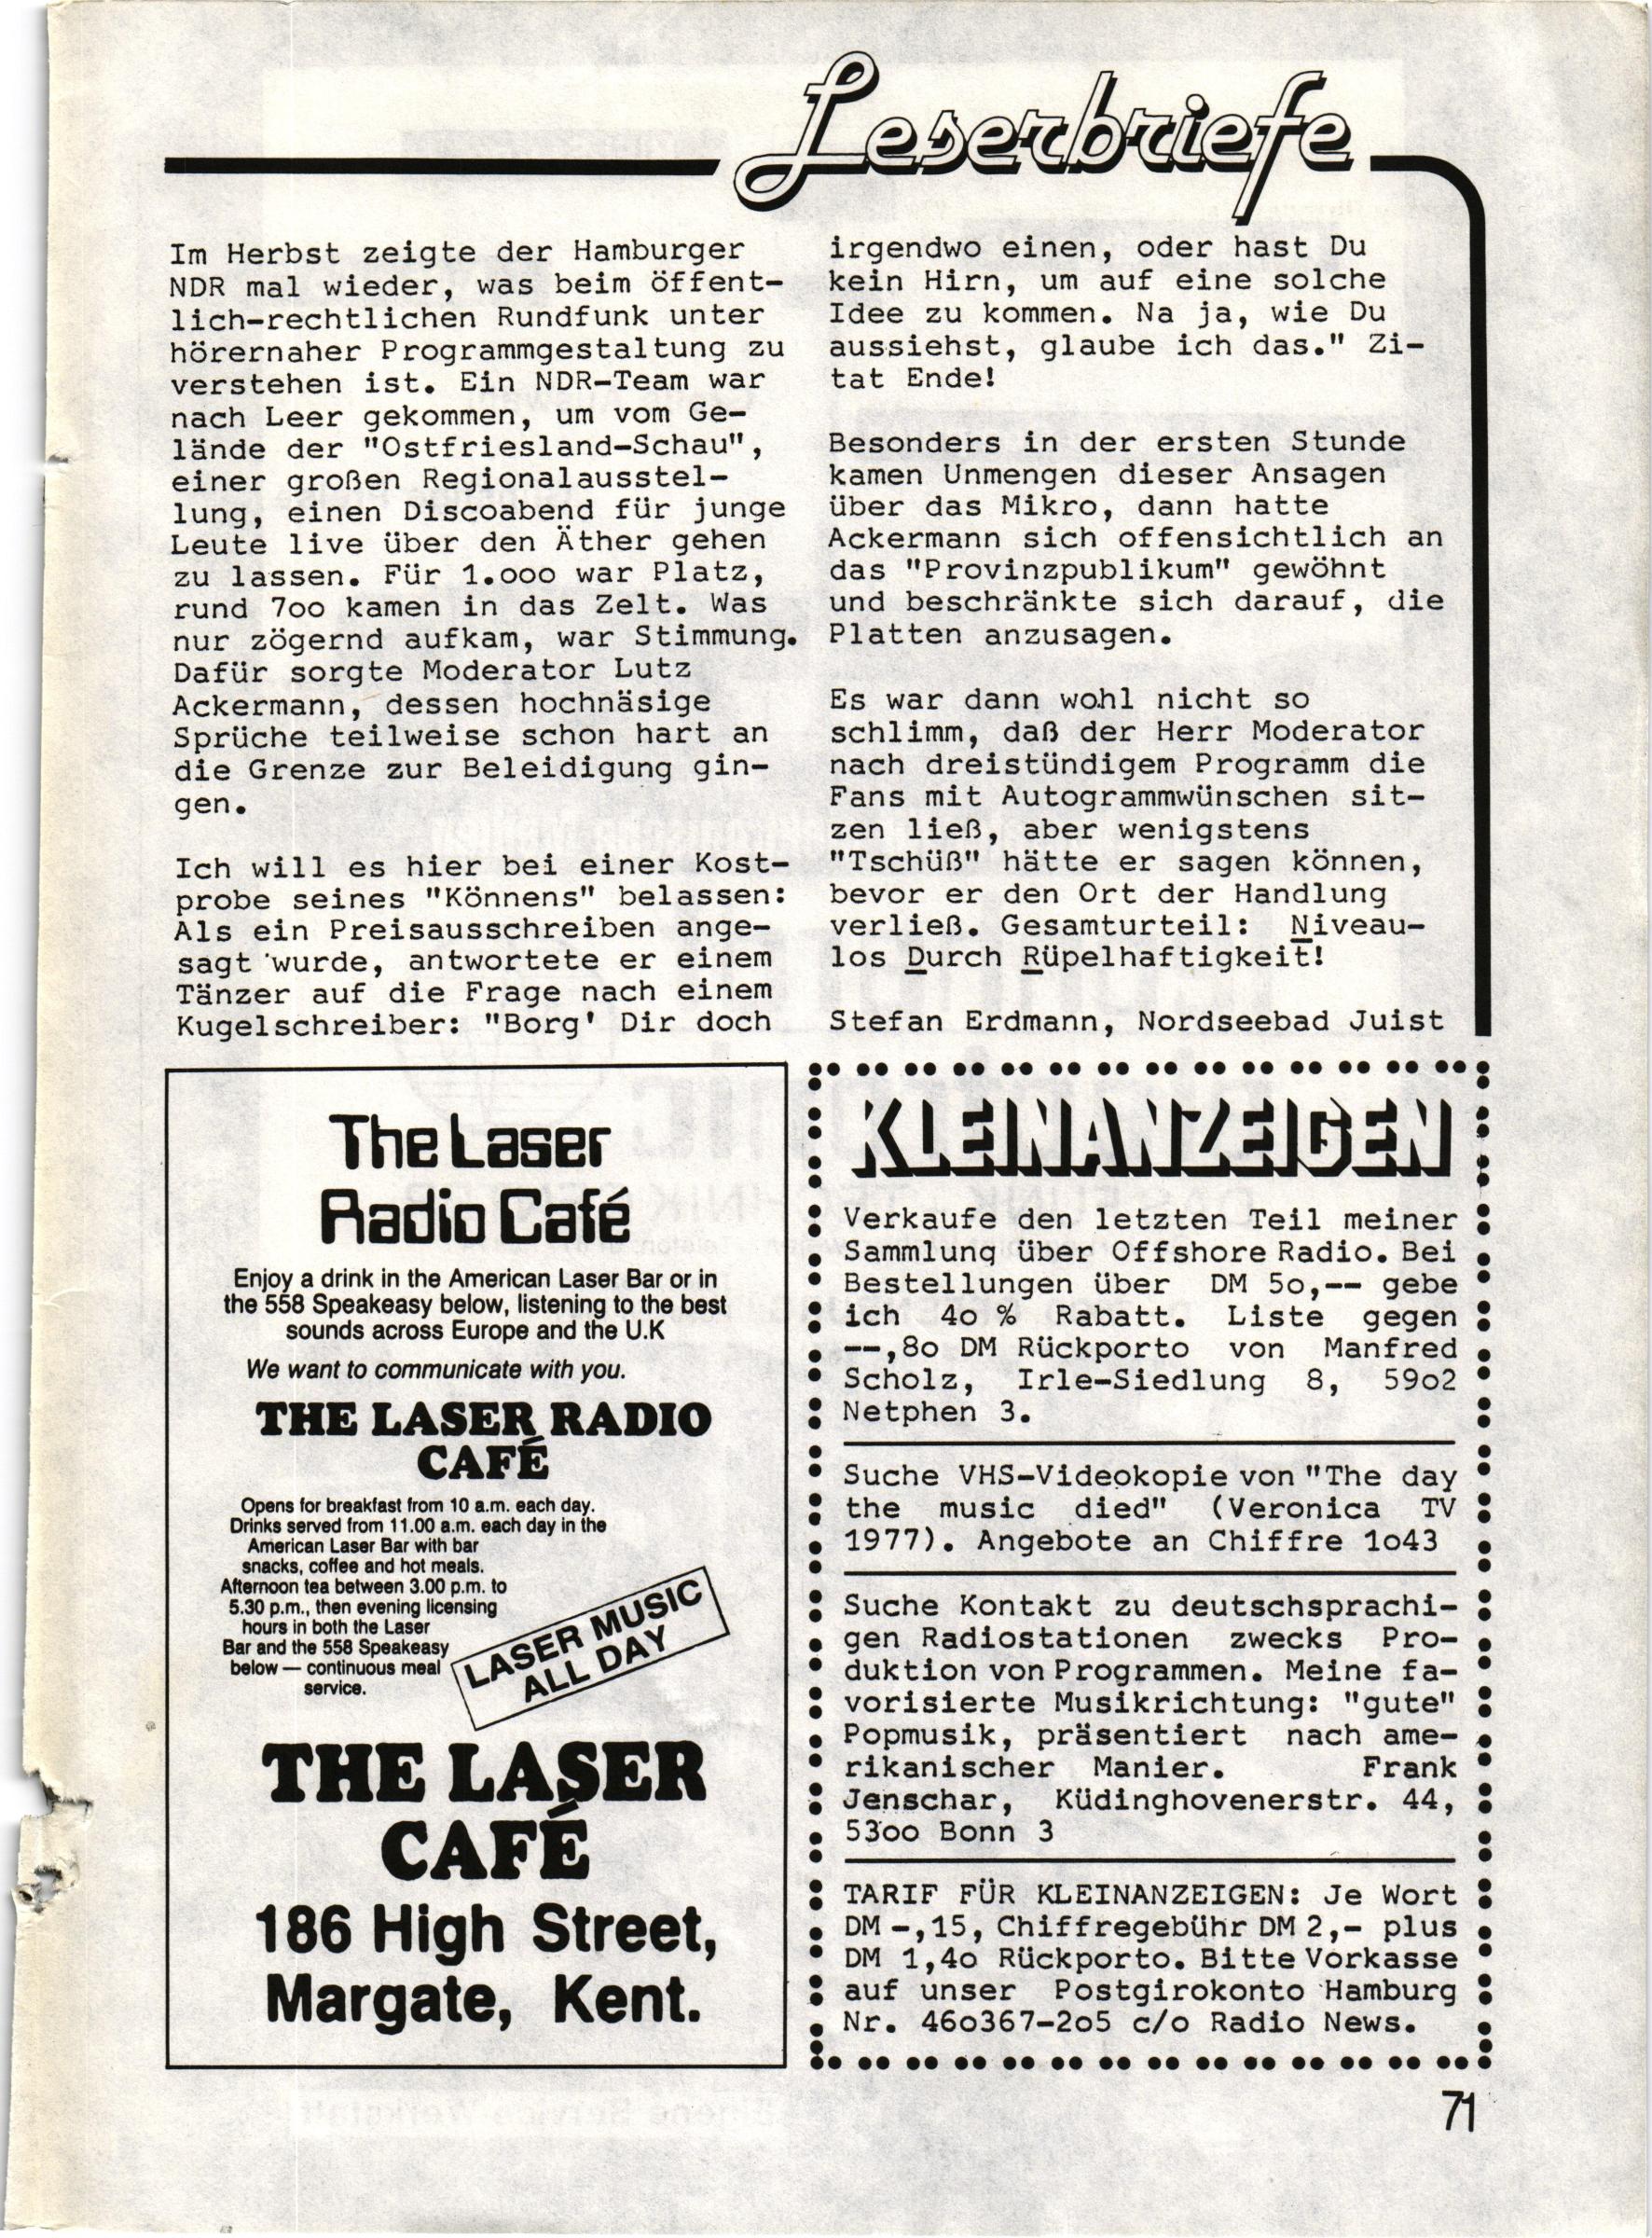 Leserbriefe
Im Herbst zeigte der Hamburger
NDR mal wieder, was beim öffent-
lich-rechtlichen Rundfunk unter
hörernaher Programmgestaltung zu
verstehen ist. Ein NDR-Team war
nach Leer gekommen, um vom Ge-
lände der "Ostfriesland-Schau",
einer großen Regionalausstel-
lung, einen Discoabend für junge
Leute live über den Äther gehen
zu lassen. Für 1.ooo war Platz,
rund 7oo kamen in das Zelt. Was
nur zögernd aufkam, war Stimmung.
Dafür sorgte Moderator Lutz
Ackermann, dessen hochnäsige
Sprüche teilweise schon hart an
die Grenze zur Beleidigung gin-
gen.
Ich will es hier bei einer Kost-
probe seines "Könnens" belassen:
Als ein Preisausschreiben ange-
sagt wurde, antwortete er einem
Tänzer auf die Frage nach einem
Kugelschreiber: "Borg' Dir doch
irgendwo einen, oder hast Du
kein Hirn, um auf eine solche
Idee zu kommen. Na ja, wie Du
aussiehst, glaube ich das." Zi-
tat Ende!
Besonders in der ersten Stunde
kamen Unmengen dieser Ansagen
über das Mikro, dann hatte
Ackermann sich offensichtlich an
das "Provinzpublikum" gewöhnt
und beschränkte sich darauf, die
Platten anzusagen.
Es war dann wohl nicht so
schlimm, daß der Herr Moderator
nach dreistündigem Programm die
Fans mit Autogrammwünschen sit-
zen ließ, aber wenigstens
"Tschüß" hätte er sagen können,
bevor er den Ort der Handlung
verließ. Gesamturteil: Niveau-
los Durch Rüpelhaftigkeit!
Stefan Erdmann, Nordseebad Juist
The Laser
Radio Café
Enjoy a drink in the American Laser Bar or in
the 558 Speakeasy below, listening to the best
sounds across Europe and the U.K
We want to communicate with you.
THE LASER RADIO
CAFÉ
Opens for breakfast from 10 a.m. each day.
Drinks served from 11.00 a.m. each day in the
American Laser Bar with bar
snacks, coffee and hot meals.
Afternoon tea between 3.00 p.m. to
5.30 p.m., then evening licensing
hours in both the Laser
Bar and the 558 Speakeasy
below — continuous meal
service.
LASER MUSIC
ALL DAY
THE LASER
CAFÉ
186 High Street,
Margate, Kent.
KLEINANZEIGEN
Verkaufe den letzten Teil meiner
Sammlung über Offshore Radio. Bei
Bestellungen über DM 5o,-- gebe
ich 4o % Rabatt. Liste gegen
--,8o DM Rückporto von Manfred
Scholz, Irle-Siedlung 8, 59o2
Netphen 3.
Suche VHS-Videokopie von "The day
the music died" (Veronica TV
1977). Angebote an Chiffre 1o43
Suche Kontakt zu deutschsprachi-
gen Radiostationen zwecks Pro-
duktion von Programmen. Meine fa-
vorisierte Musikrichtung: "gute"
Popmusik, präsentiert nach ame-
rikanischer Manier. Frank
Jenschar, Küdinghovenerstr. 44,
53oo Bonn 3
TARIF FÜR KLEINANZEIGEN: Je Wort
DM -,15, Chiffregebühr DM 2,- plus
DM 1,4o Rückporto. Bitte Vorkasse
auf unser Postgirokonto Hamburg
Nr. 46o367-2o5 c/o Radio News.
71